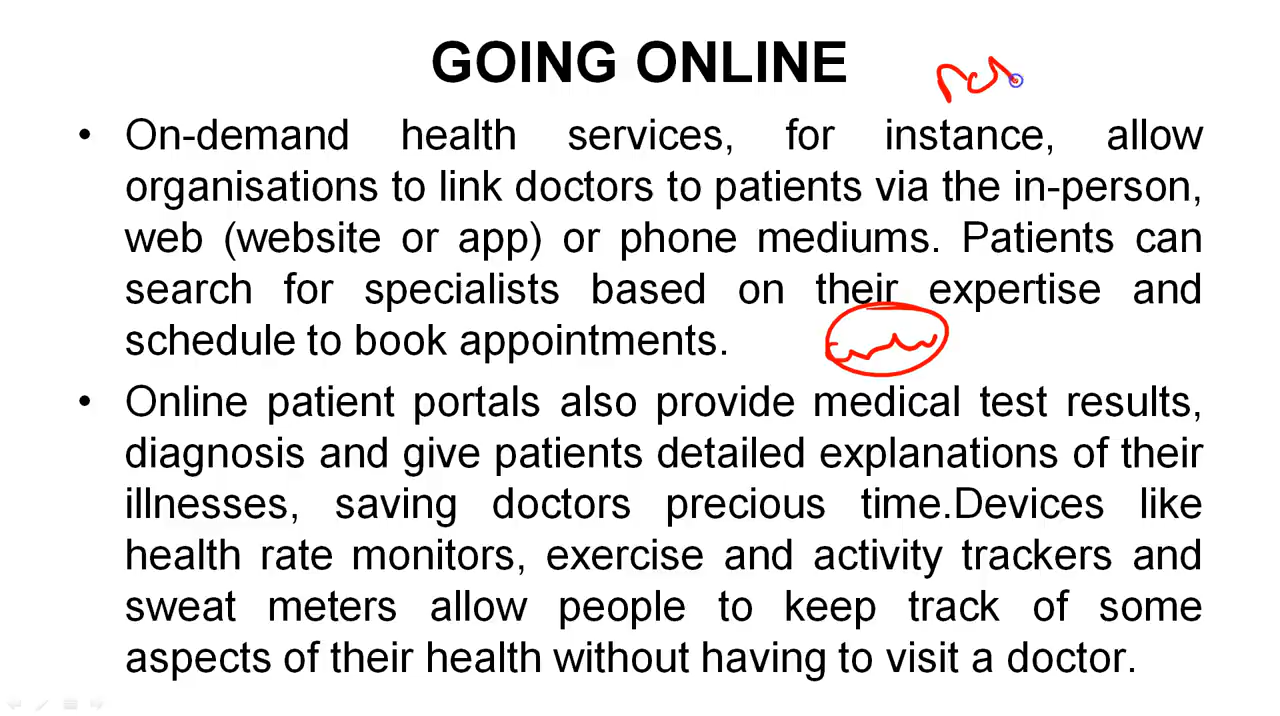 GOING ONLINE
• On-demand health services, for instance, allow
organisations to link doctors to patients via the in-person,
web (website or app) or phone mediums. Patients can
search for specialists based on their expertise and
schedule to book appointments.
• Online patient portals also provide medical test results,
diagnosis and give patients detailed explanations of their
illnesses, saving doctors precious time.Devices like
health rate monitors, exercise and activity trackers and
sweat meters allow people to keep track of some
aspects of their health without having to visit a doctor.